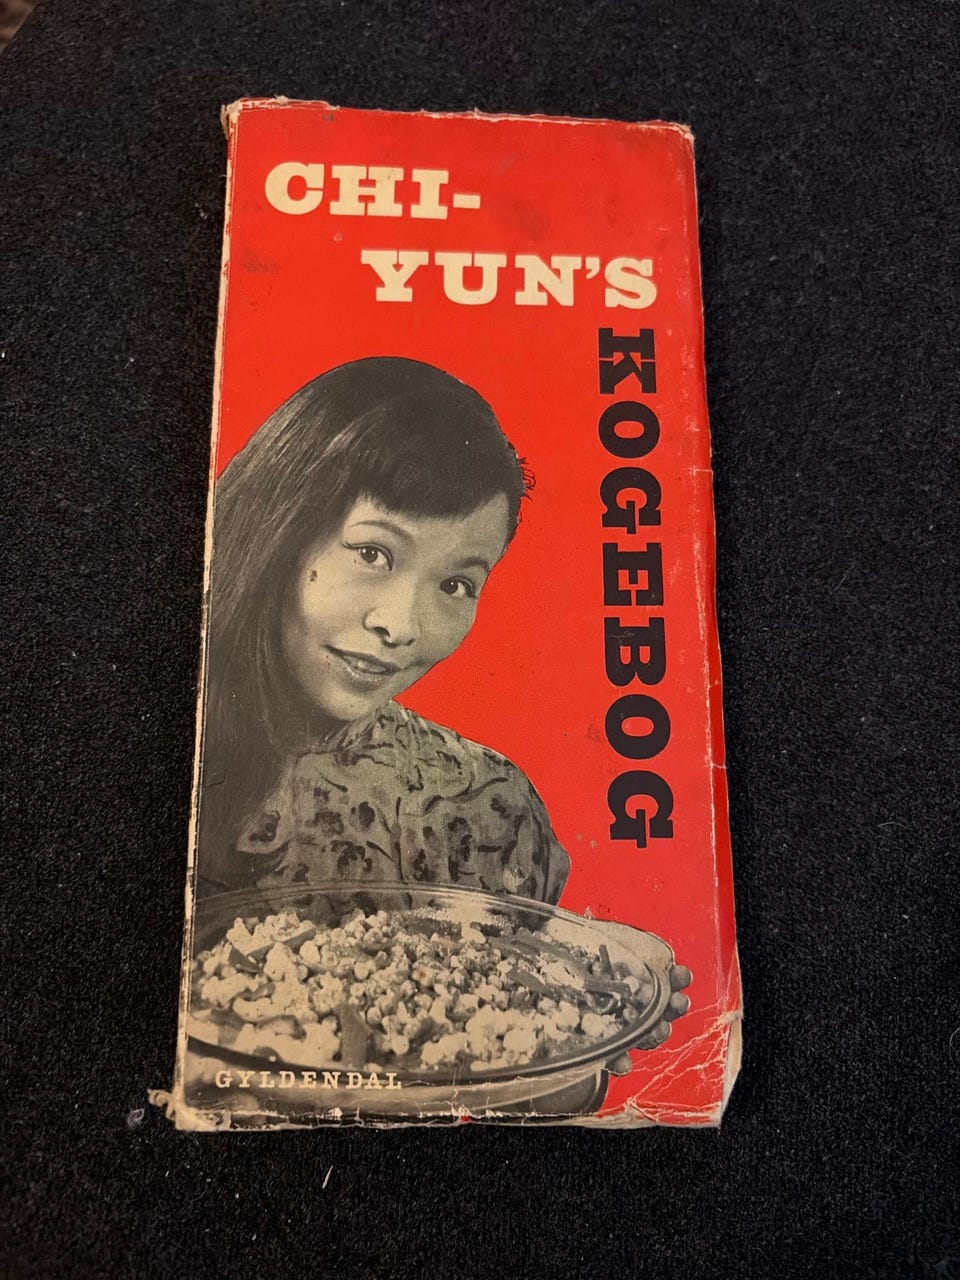 CHI-
YUN'S
KOGEBOG
GYLDENDAL